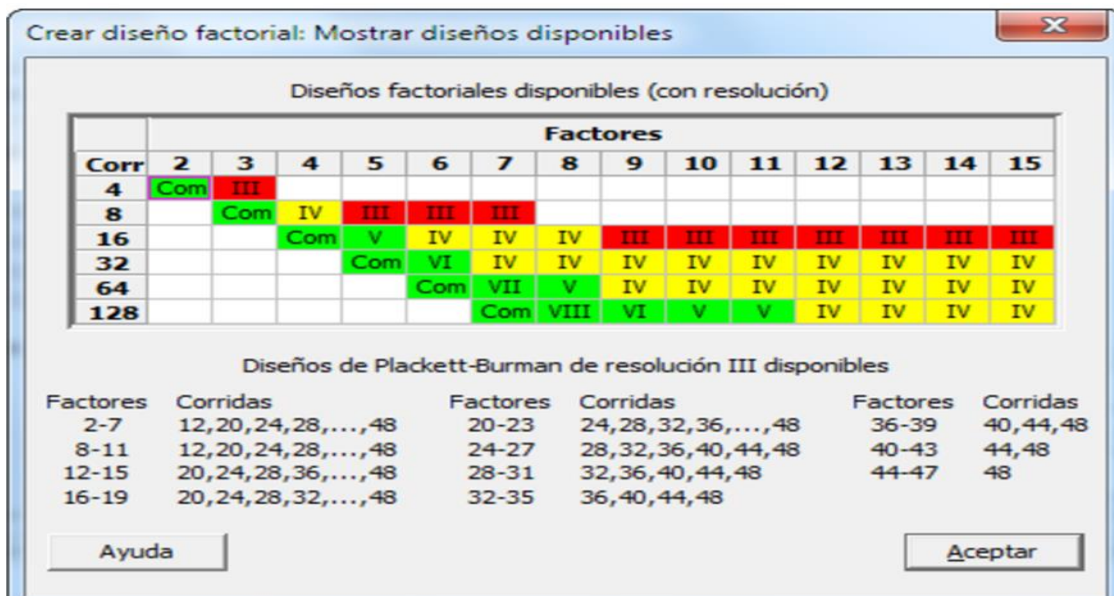 Crear diseño factorial: Mostrar diseños disponibles
Diseños factoriales disponibles (con resolución)
Factores
Corr 2 3 4 5 6 7 8 9 10 11 12 13 14 15
4 Com III
8 Com IV III III III
16 Com V IV IV IV III III III III III III III
32 Com VI IV IV IV IV IV IV IV IV IV
64 Com VII V IV IV IV IV IV IV IV
128 Com VIII VI V V IV IV IV IV
Diseños de Plackett-Burman de resolución III disponibles
Factores Corridas Factores Corridas Factores Corridas
2-7 12,20,24,28,...,48 20-23 24,28,32,36,...,48 36-39 40,44,48
8-11 12,20,24,28,...,48 24-27 28,32,36,40,44,48 40-43 44,48
12-15 20,24,28,36,...,48 28-31 32,36,40,44,48 44-47 48
16-19 20,24,28,32,...,48 32-35 36,40,44,48
Ayuda Aceptar